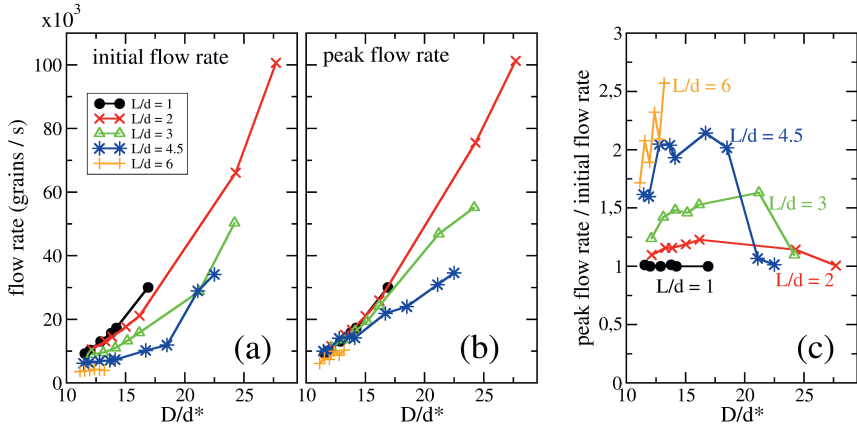 x10³
100
80
60
40
20
0
flow rate (grains / s)
initial flow rate
L/d = 1
L/d = 2
L/d = 3
L/d = 4.5
L/d = 6
(a)
10 15 20 25
D/d*
peak flow rate
(b)
10 15 20 25
D/d*
peak flow rate / initial flow rate
3
2,5
2
1,5
1
0,5
0
L/d = 6
L/d = 4.5
L/d = 3
L/d = 2
L/d = 1
(c)
10 15 20 25
D/d*